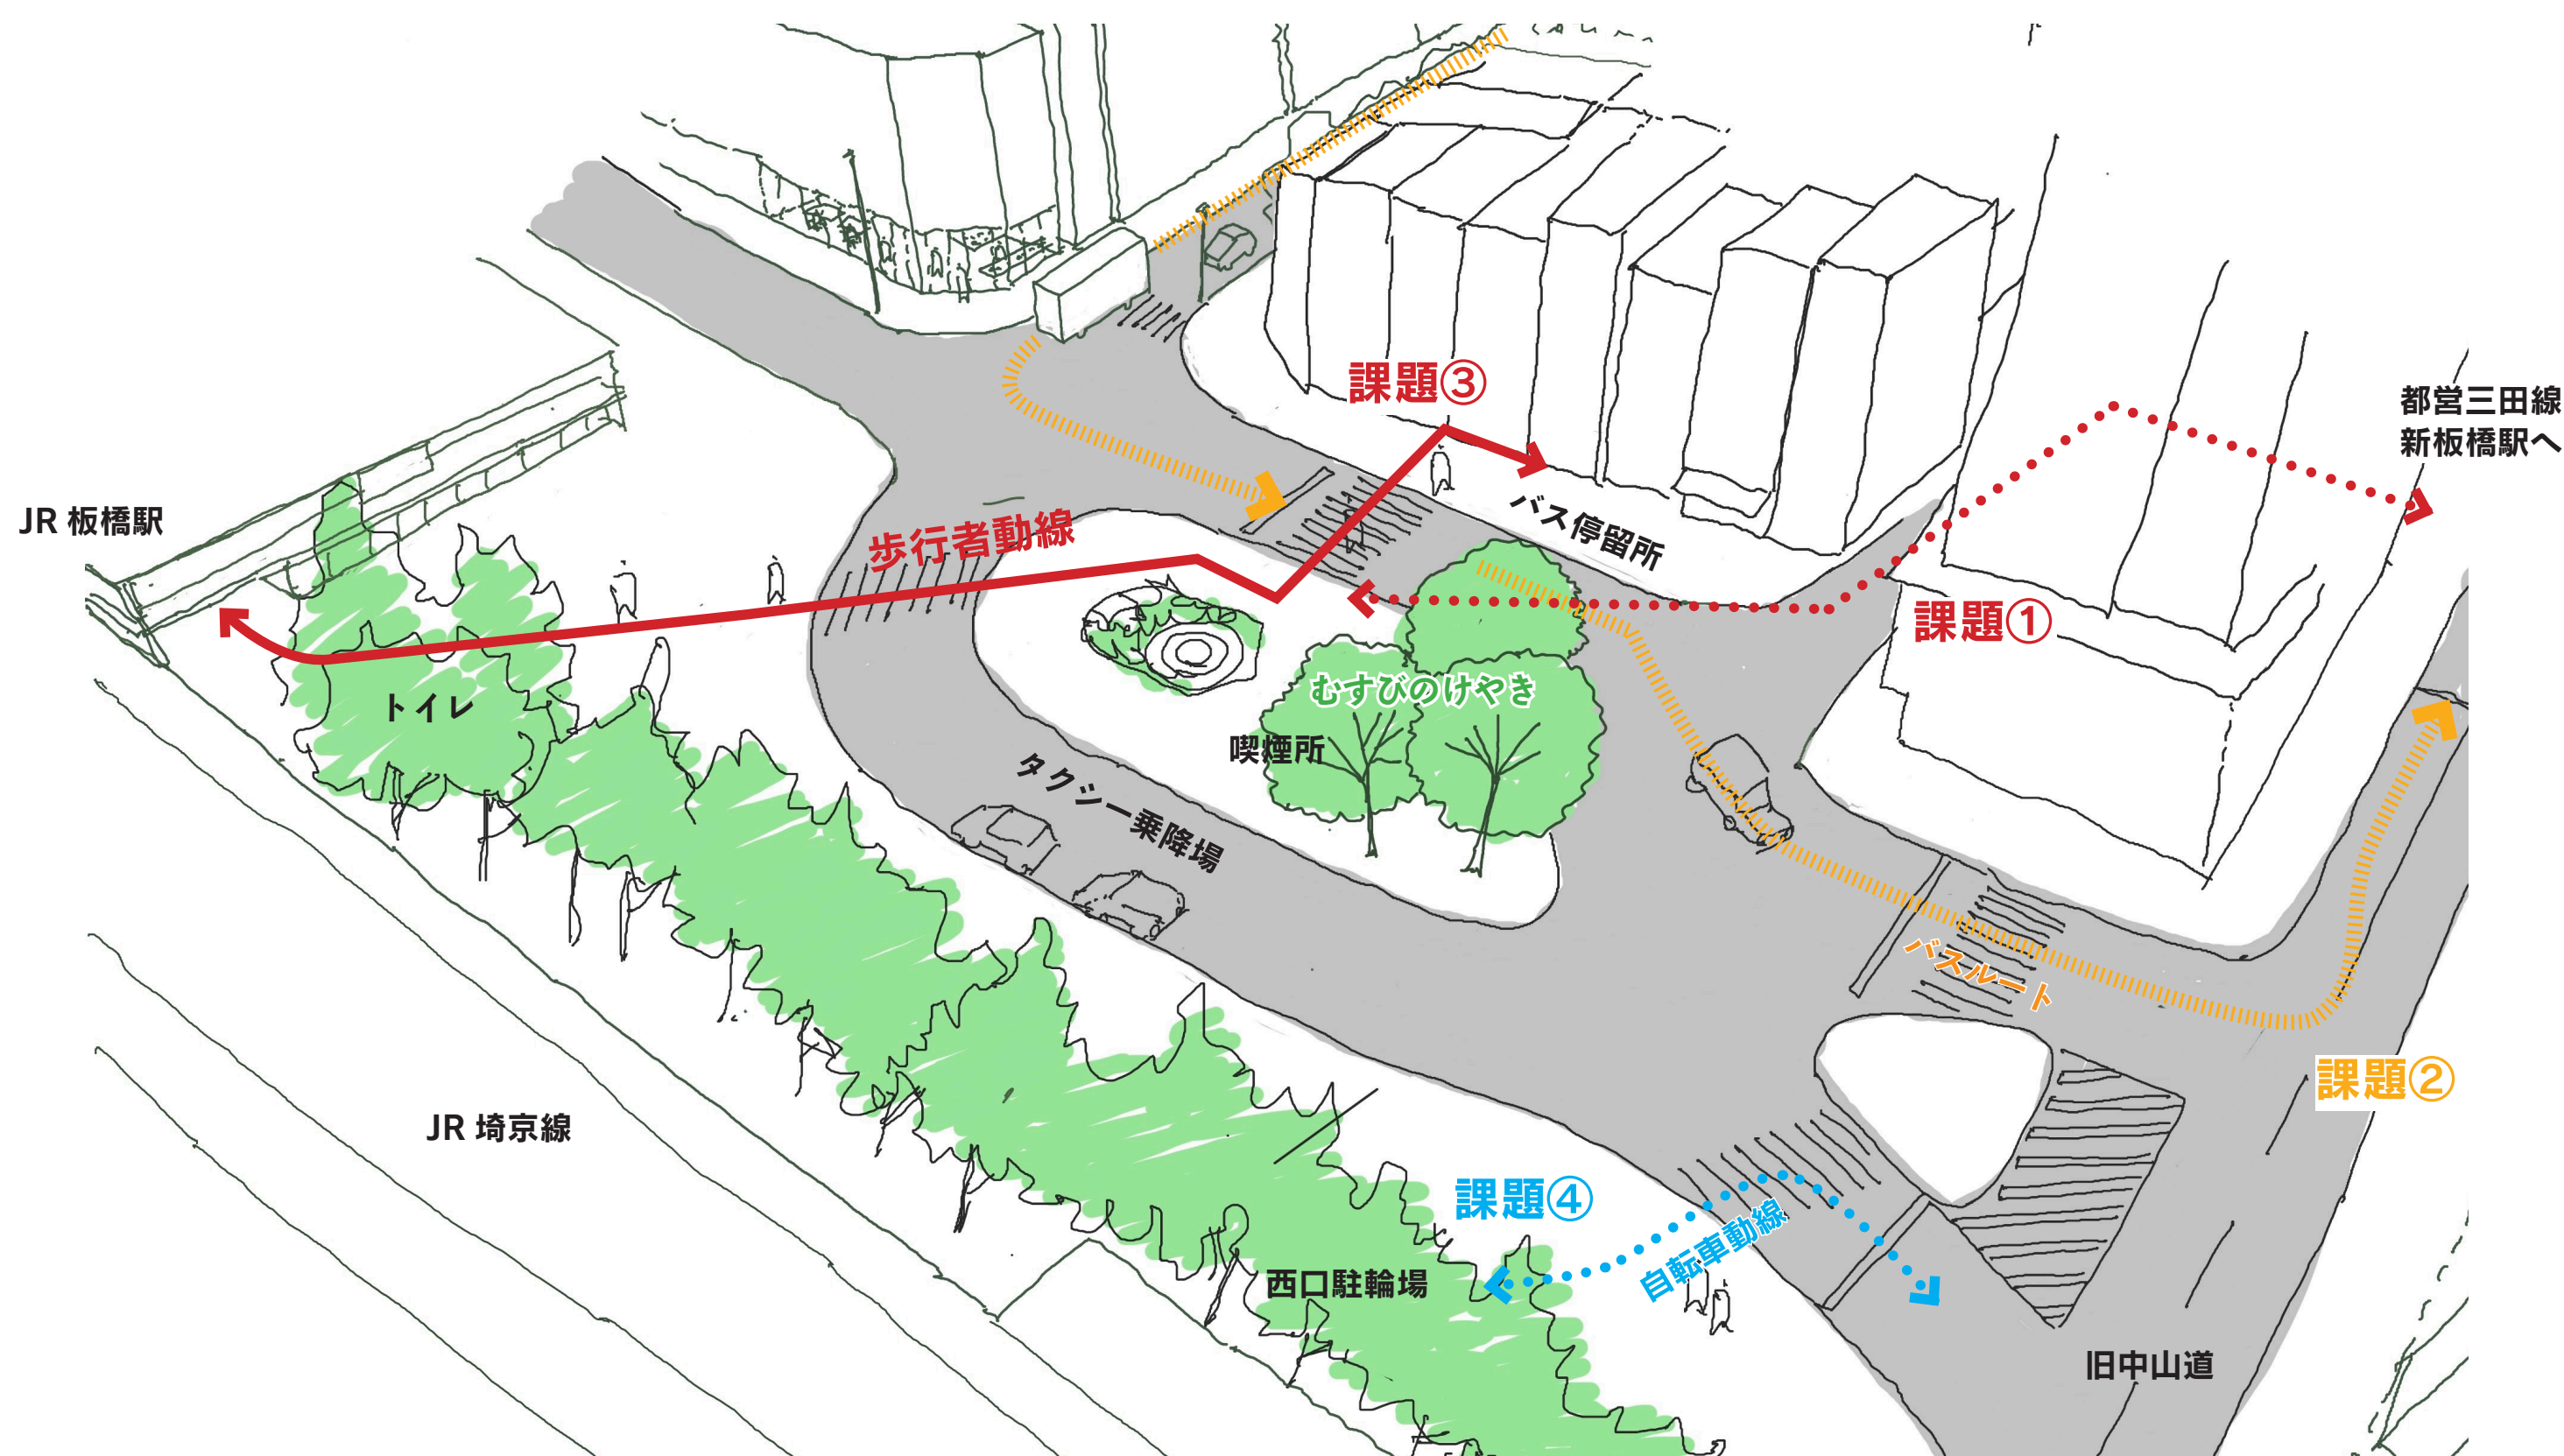 課題③
都営三田線
新板橋駅へ
JR 板橋駅
歩行者動線
バス停留所
課題①
むすびのけやき
トイレ
喫煙所
タクシー乗降場
バスルート
課題②
JR 埼京線
課題④
自転車動線
西口駐輪場
旧中山道